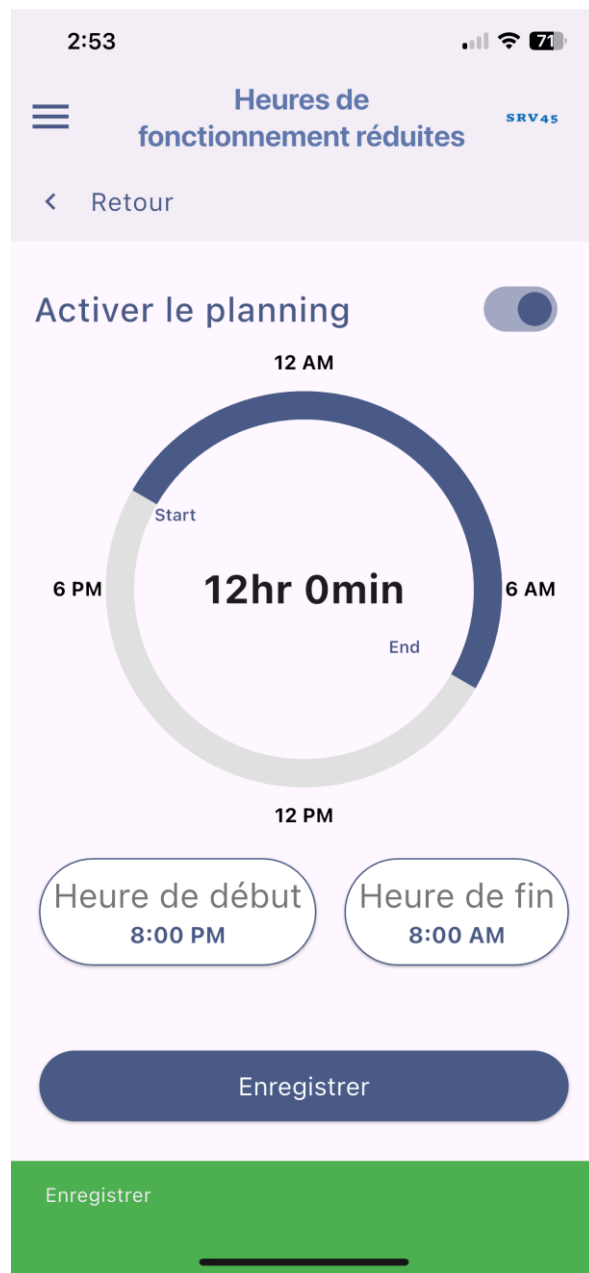 2:53
71
Heures de
fonctionnement réduites
SRV45
Retour
Activer le planning
12 AM
Start
6 PM
12hr 0min
6 AM
End
12 PM
Heure de début
8:00 PM
Heure de fin
8:00 AM
Enregistrer
Enregistrer